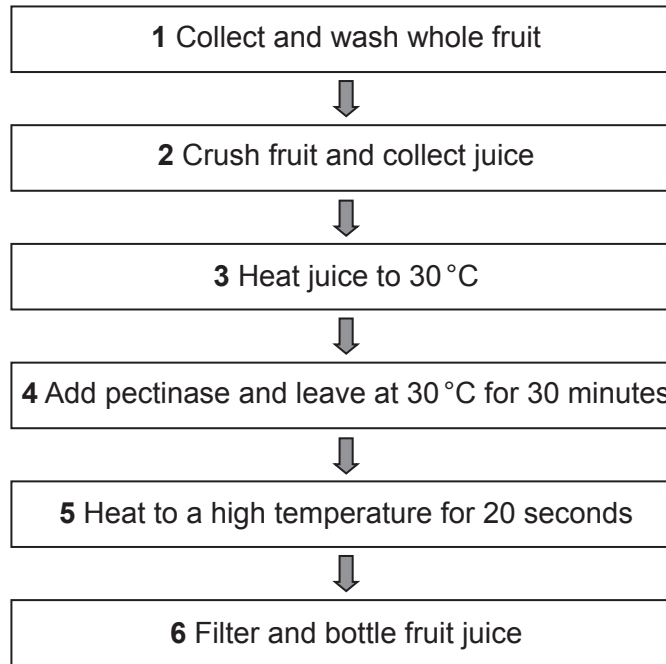 1 Collect and wash whole fruit
2 Crush fruit and collect juice
3 Heat juice to 30 °C
4 Add pectinase and leave at 30 °C for 30 minutes
5 Heat to a high temperature for 20 seconds
6 Filter and bottle fruit juice